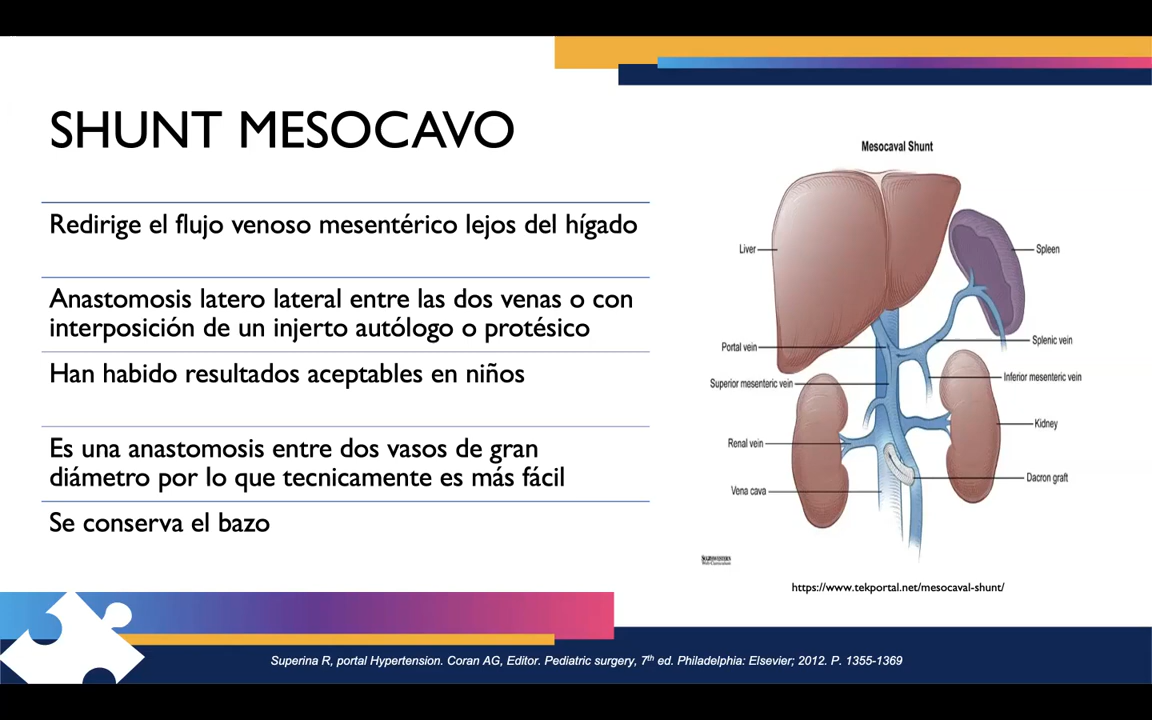 SHUNT MESOCAVO
Redirige el flujo venoso mesentérico lejos del hígado
Anastomosis latero lateral entre las dos venas o con
interposición de un injerto autólogo o protésico
Han habido resultados aceptables en niños
Es una anastomosis entre dos vasos de gran
diámetro por lo que tecnicamente es más fácil
Se conserva el bazo
Mesocaval Shunt
Liver
Spleen
Portal vein
Splenic vein
Superior mesenteric vein
Inferior mesenteric vein
Kidney
Renal vein
Dacron graft
Vena cava
https://www.tekportal.net/mesocaval-shunt/
Superina R, portal Hypertension. Coran AG, Editor. Pediatric surgery, 7th ed. Philadelphia: Elsevier; 2012. P. 1355-1369